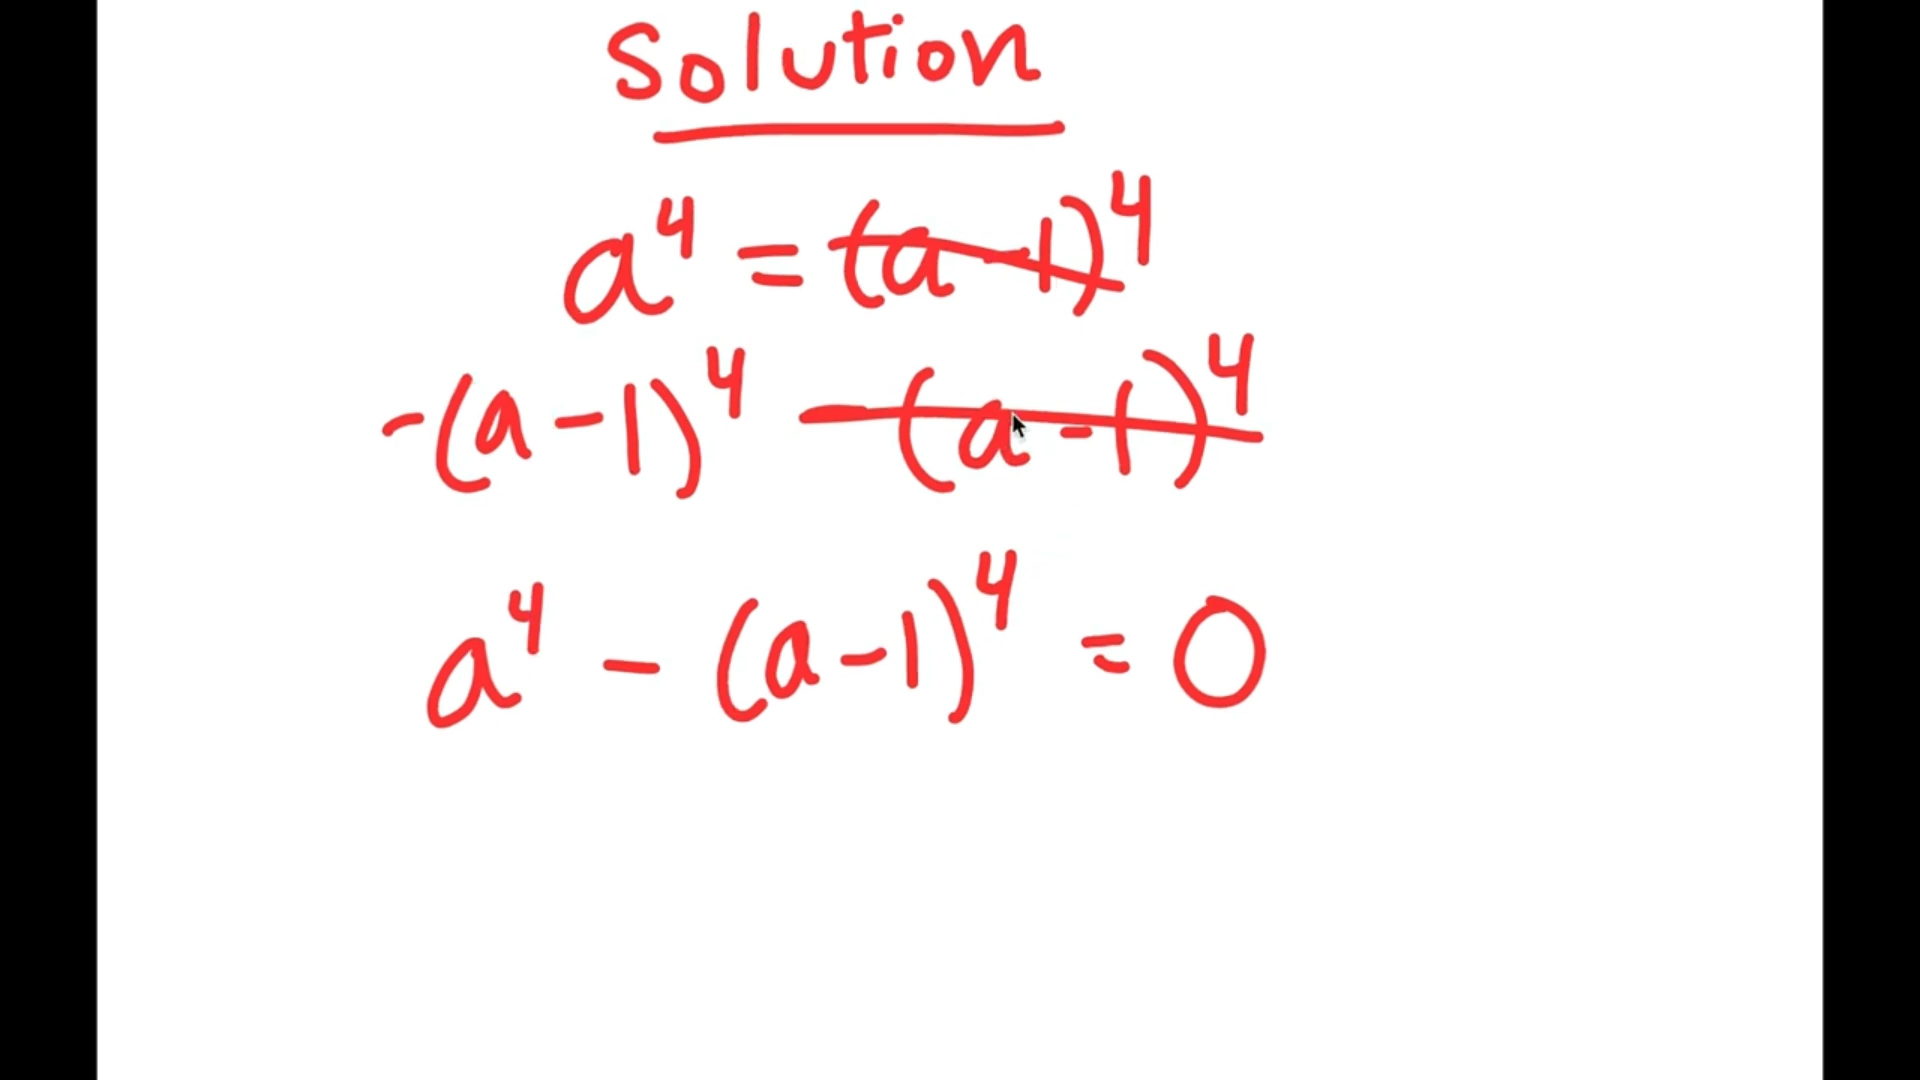 Solution
a⁴ = (a-1)⁴
-(a-1)⁴ - (a-1)⁴
a⁴ - (a-1)⁴ = 0